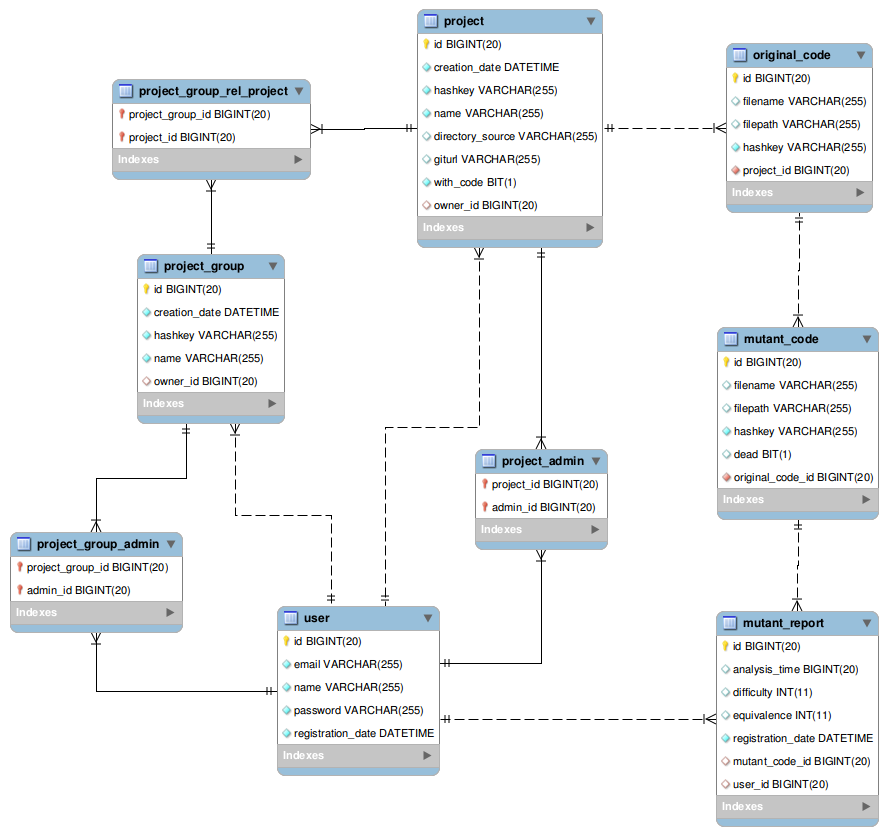 project
id BIGINT(20)
creation_date DATETIME
hashkey VARCHAR(255)
name VARCHAR(255)
directory_source VARCHAR(255)
giturl VARCHAR(255)
with_code BIT(1)
owner_id BIGINT(20)
Indexes
original_code
id BIGINT(20)
filename VARCHAR(255)
filepath VARCHAR(255)
hashkey VARCHAR(255)
project_id BIGINT(20)
Indexes
project_group_rel_project
project_group_id BIGINT(20)
project_id BIGINT(20)
Indexes
project_group
id BIGINT(20)
creation_date DATETIME
hashkey VARCHAR(255)
name VARCHAR(255)
owner_id BIGINT(20)
Indexes
mutant_code
id BIGINT(20)
filename VARCHAR(255)
filepath VARCHAR(255)
hashkey VARCHAR(255)
dead BIT(1)
original_code_id BIGINT(20)
Indexes
project_admin
project_id BIGINT(20)
admin_id BIGINT(20)
Indexes
project_group_admin
project_group_id BIGINT(20)
admin_id BIGINT(20)
Indexes
user
id BIGINT(20)
email VARCHAR(255)
name VARCHAR(255)
password VARCHAR(255)
registration_date DATETIME
Indexes
mutant_report
id BIGINT(20)
analysis_time BIGINT(20)
difficulty INT(11)
equivalence INT(11)
registration_date DATETIME
mutant_code_id BIGINT(20)
user_id BIGINT(20)
Indexes